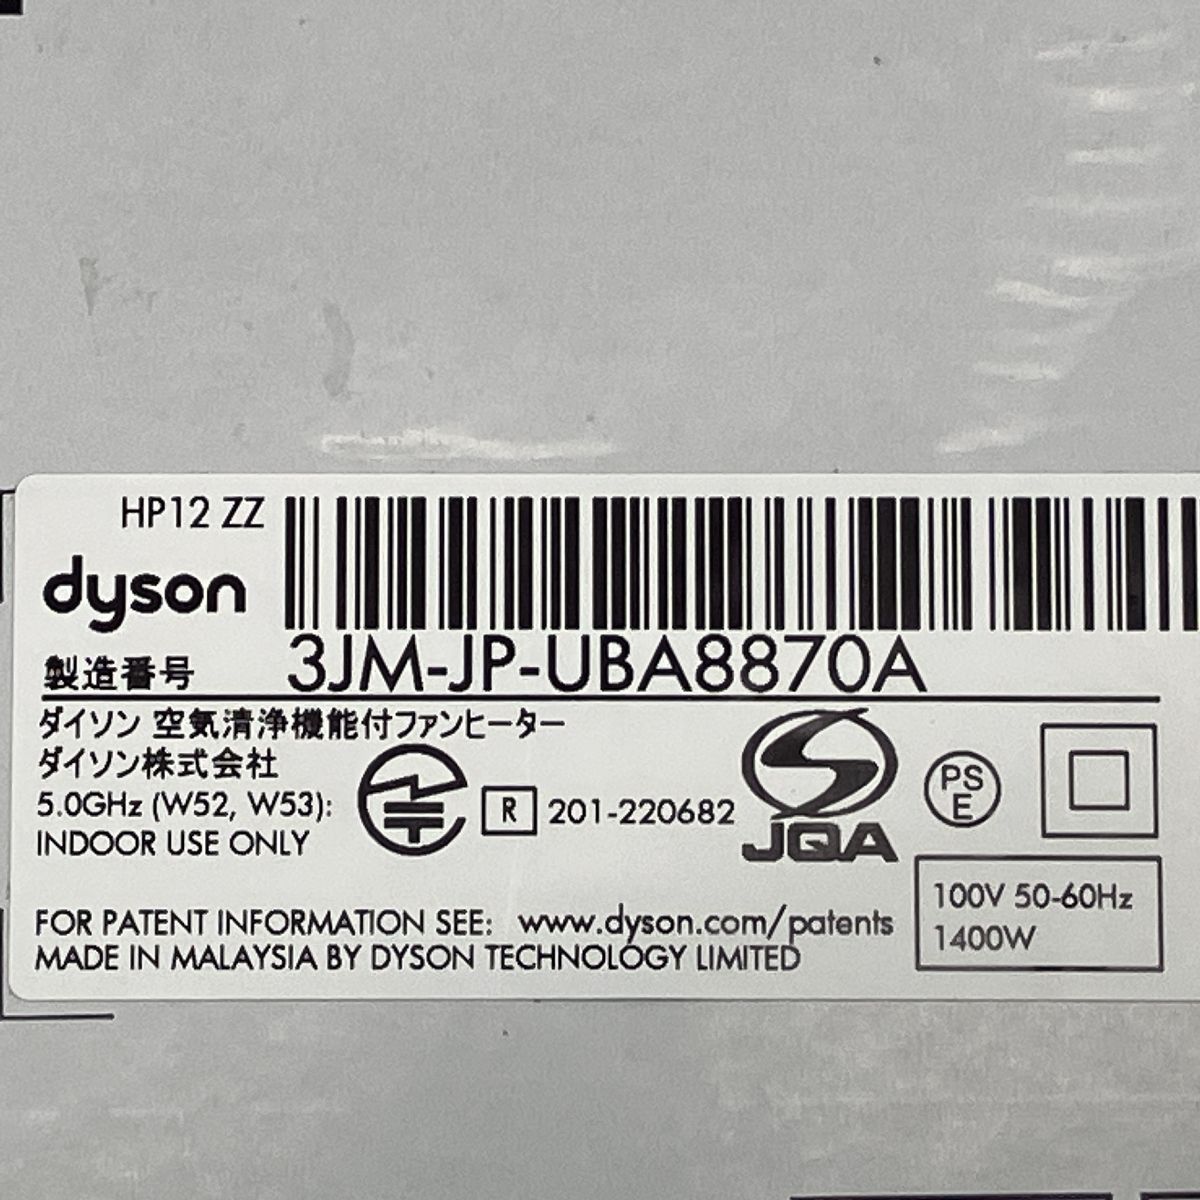 HP12 ZZ
dyson
製造番号 3JM-JP-UBA8870A
ダイソン 空気清浄機能付ファンヒーター
ダイソン株式会社
5.0GHz (W52, W53):
INDOOR USE ONLY
R 201-220682
JQA
PS
E
100V 50-60Hz
1400W
FOR PATENT INFORMATION SEE: www.dyson.com/patents
MADE IN MALAYSIA BY DYSON TECHNOLOGY LIMITED